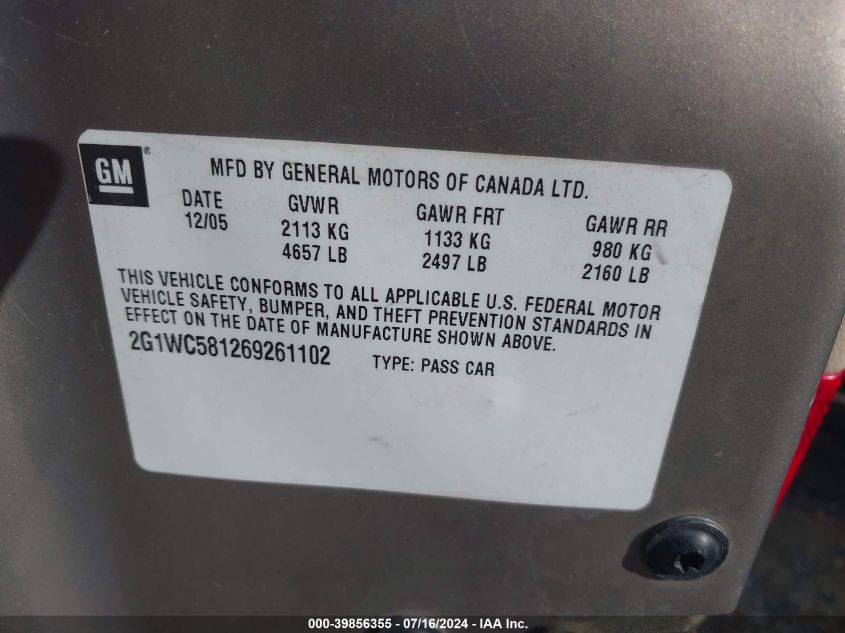 GM
MFD BY GENERAL MOTORS OF CANADA LTD.
DATE GVWR GAWR FRT GAWR RR
12/05 2113 KG 1133 KG 980 KG
4657 LB 2497 LB 2160 LB
THIS VEHICLE CONFORMS TO ALL APPLICABLE U.S. FEDERAL MOTOR
VEHICLE SAFETY, BUMPER, AND THEFT PREVENTION STANDARDS IN
EFFECT ON THE DATE OF MANUFACTURE SHOWN ABOVE.
2G1WC581269261102 TYPE: PASS CAR
000-39856355 - 07/16/2024 - IAA Inc.